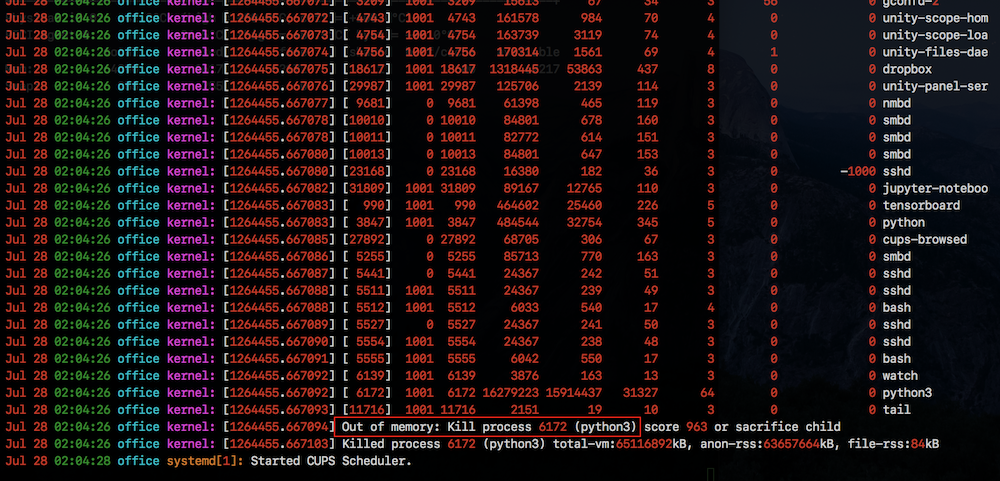 Jul 28 02:04:26 office kernel: [1264455.667071] [ 3209] 1001 3209 15613 67 34 3 58 0 gconfd-2
Jul 28 02:04:26 office kernel: [1264455.667072] [ 4743] 1001 4743 161578 984 70 4 0 0 unity-scope-hom
Jul 28 02:04:26 office kernel: [1264455.667073] [ 4754] 1001 4754 163739 3119 74 4 0 0 unity-scope-loa
Jul 28 02:04:26 office kernel: [1264455.667074] [ 4756] 1001 4756 170314 1561 69 4 1 0 unity-files-dae
Jul 28 02:04:26 office kernel: [1264455.667075] [18617] 1001 18617 1318445 53863 437 8 0 0 dropbox
Jul 28 02:04:26 office kernel: [1264455.667076] [29987] 1001 29987 125706 2139 114 3 0 0 unity-panel-ser
Jul 28 02:04:26 office kernel: [1264455.667077] [ 9681] 0 9681 61398 465 119 3 0 0 nmbd
Jul 28 02:04:26 office kernel: [1264455.667078] [10010] 0 10010 84801 678 160 3 0 0 smbd
Jul 28 02:04:26 office kernel: [1264455.667078] [10011] 0 10011 82772 614 151 3 0 0 smbd
Jul 28 02:04:26 office kernel: [1264455.667080] [10013] 0 10013 84801 647 153 3 0 0 smbd
Jul 28 02:04:26 office kernel: [1264455.667080] [23168] 0 23168 16380 182 36 3 0 -1000 sshd
Jul 28 02:04:26 office kernel: [1264455.667082] [31809] 1001 31809 89167 12765 110 3 0 0 jupyter-noteboo
Jul 28 02:04:26 office kernel: [1264455.667083] [ 990] 1001 990 464602 25460 226 5 0 0 tensorboard
Jul 28 02:04:26 office kernel: [1264455.667084] [ 3847] 1001 3847 484544 32754 345 5 0 0 python
Jul 28 02:04:26 office kernel: [1264455.667085] [27892] 0 27892 68705 306 67 3 0 0 cups-browsed
Jul 28 02:04:26 office kernel: [1264455.667086] [ 5255] 0 5255 85713 770 163 3 0 0 smbd
Jul 28 02:04:26 office kernel: [1264455.667087] [ 5441] 0 5441 24367 242 51 3 0 0 sshd
Jul 28 02:04:26 office kernel: [1264455.667088] [ 5511] 1001 5511 24367 239 49 3 0 0 sshd
Jul 28 02:04:26 office kernel: [1264455.667088] [ 5512] 1001 5512 6033 540 17 4 0 0 bash
Jul 28 02:04:26 office kernel: [1264455.667089] [ 5527] 0 5527 24367 241 50 3 0 0 sshd
Jul 28 02:04:26 office kernel: [1264455.667090] [ 5554] 1001 5554 24367 238 48 3 0 0 sshd
Jul 28 02:04:26 office kernel: [1264455.667091] [ 5555] 1001 5555 6042 550 17 3 0 0 bash
Jul 28 02:04:26 office kernel: [1264455.667092] [ 6139] 1001 6139 3876 163 13 3 0 0 watch
Jul 28 02:04:26 office kernel: [1264455.667092] [ 6172] 1001 6172 16279223 15914437 31327 64 0 0 python3
Jul 28 02:04:26 office kernel: [1264455.667093] [11716] 1001 11716 2151 19 10 3 0 0 tail
Jul 28 02:04:26 office kernel: [1264455.667094] Out of memory: Kill process 6172 (python3) score 963 or sacrifice child
Jul 28 02:04:26 office kernel: [1264455.667103] Killed process 6172 (python3) total-vm:65116892kB, anon-rss:63657664kB, file-rss:84kB
Jul 28 02:04:28 office systemd[1]: Started CUPS Scheduler.